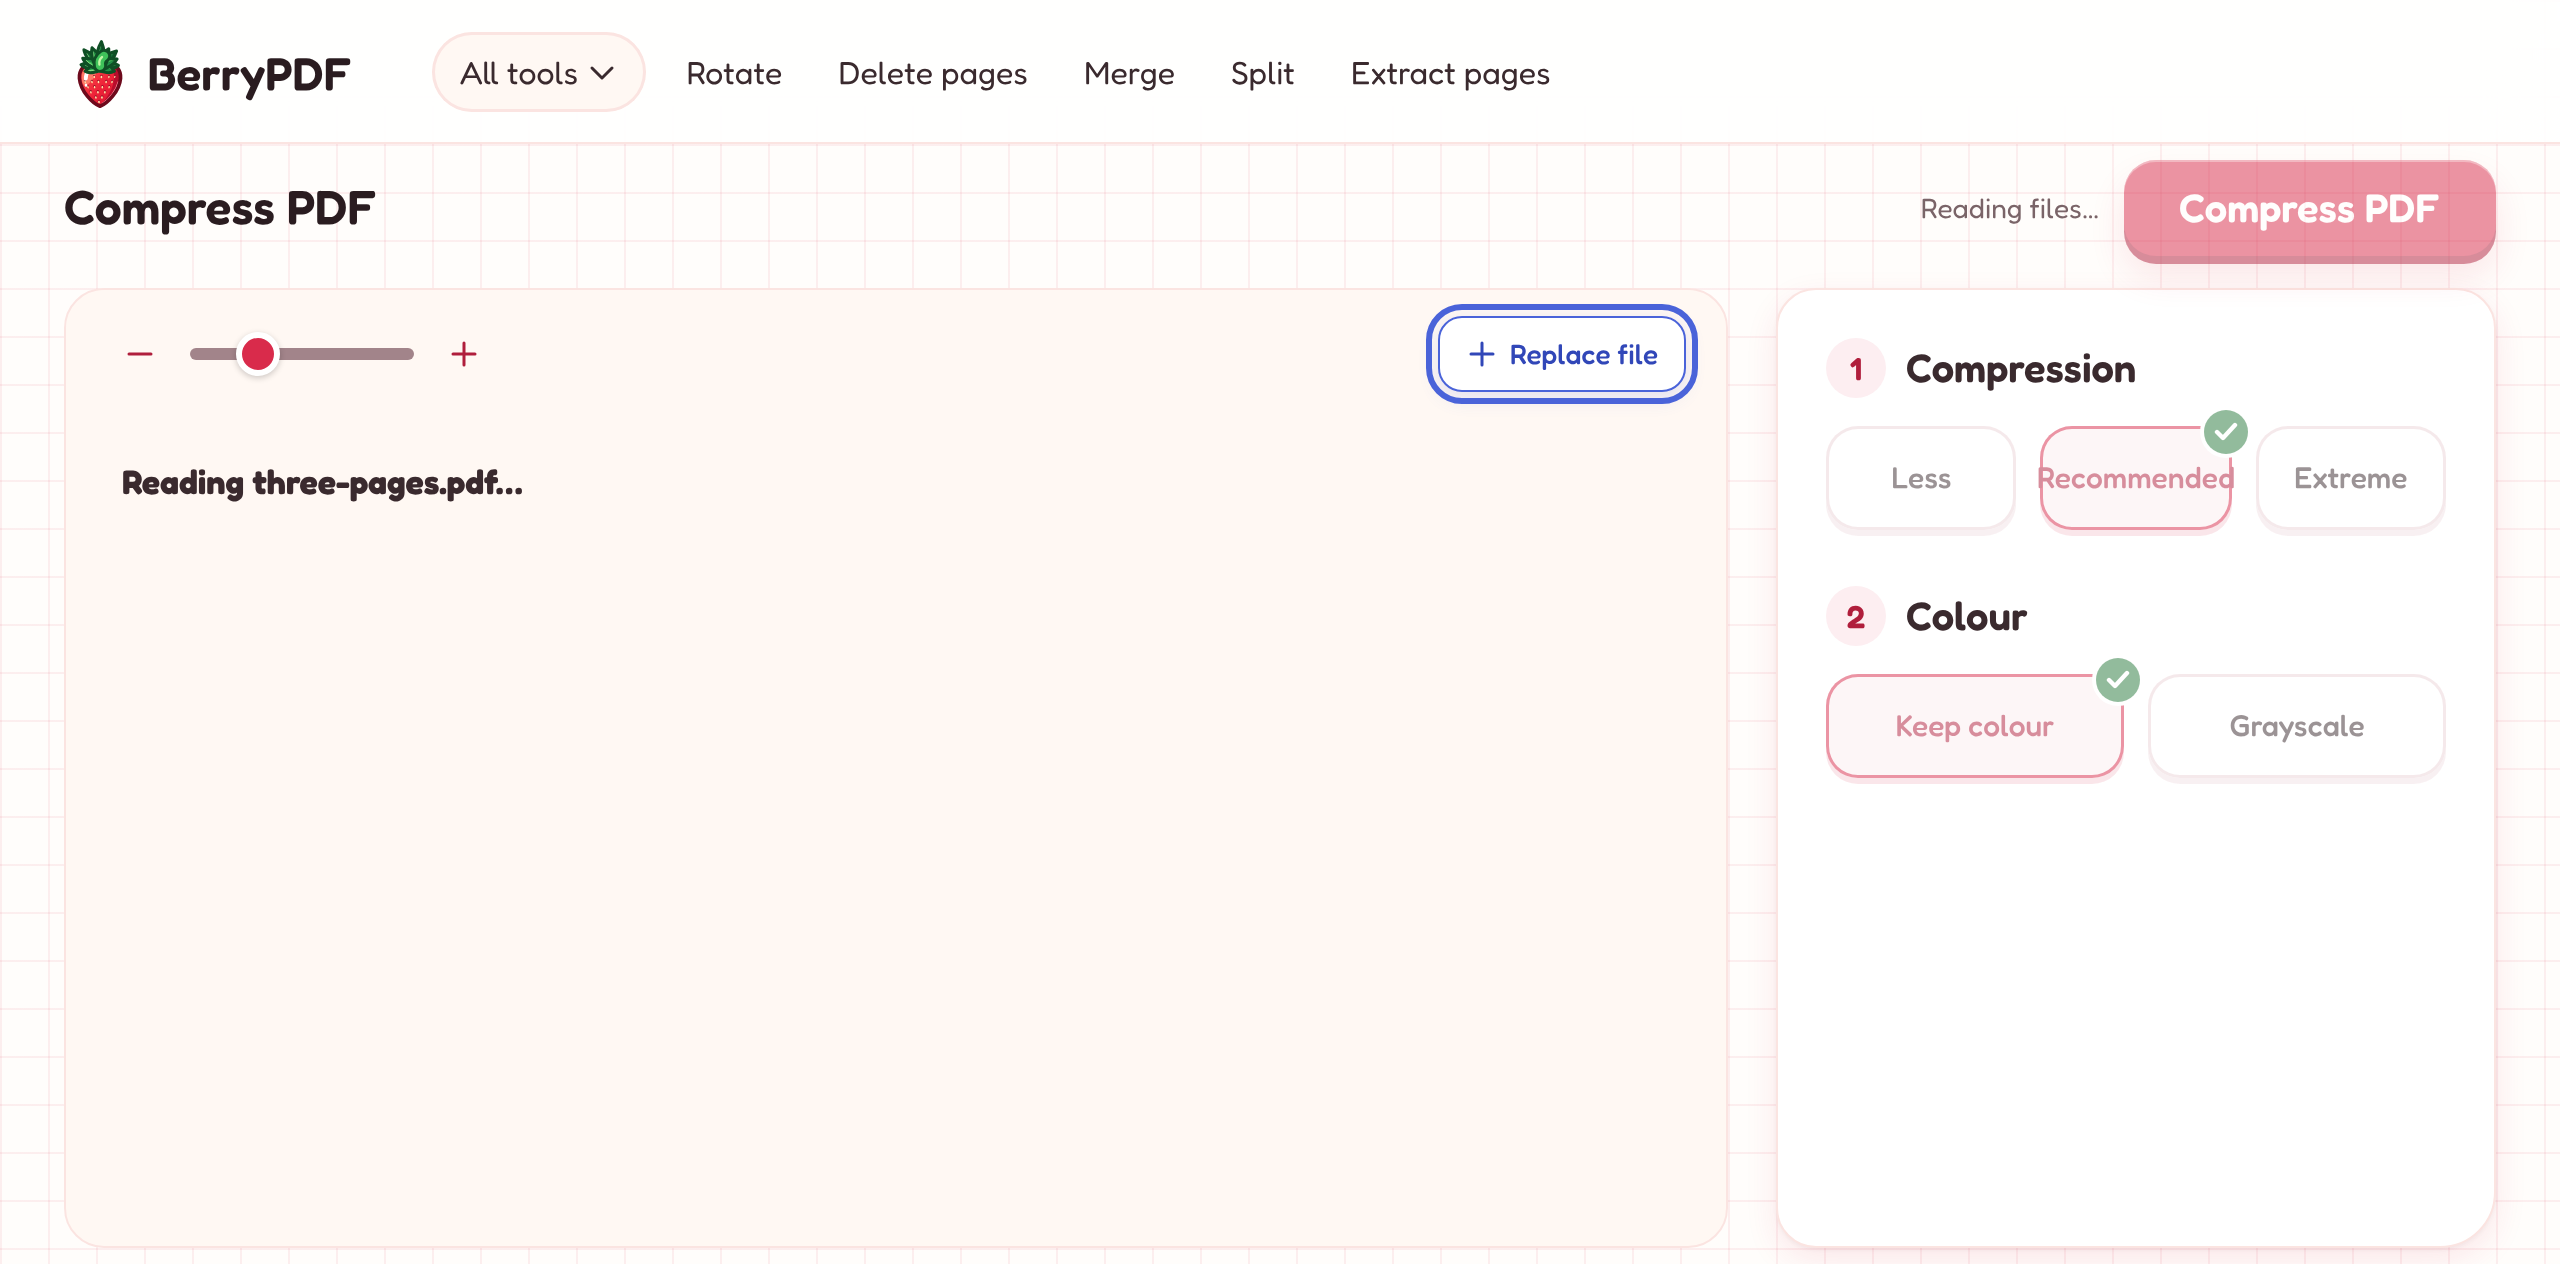 BerryPDF All tools Rotate Delete pages Merge Split Extract pages
Compress PDF
Reading files... Compress PDF
Replace file
Reading three-pages.pdf...
1 Compression
Less Recommended Extreme
2 Colour
Keep colour Grayscale